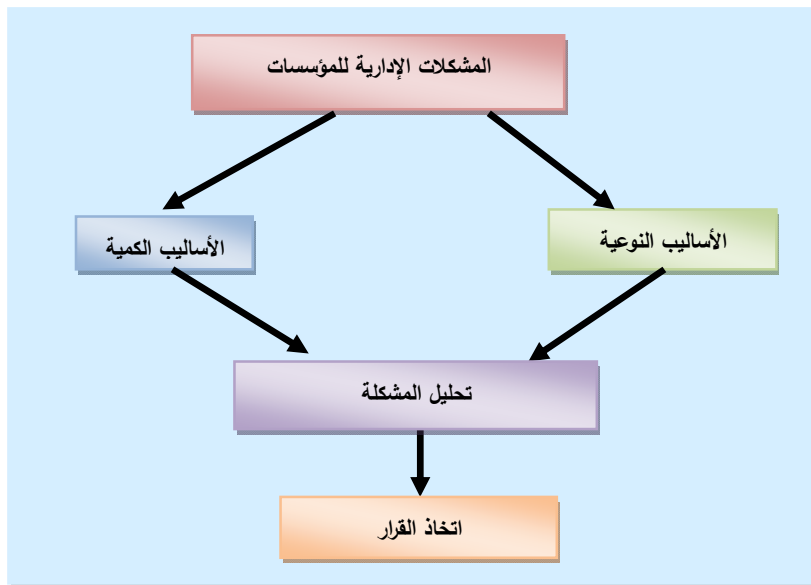 المشكلات الإدارية للمؤسسات
الأساليب النوعية
الأساليب الكمية
تحليل المشكلة
اتخاذ القرار